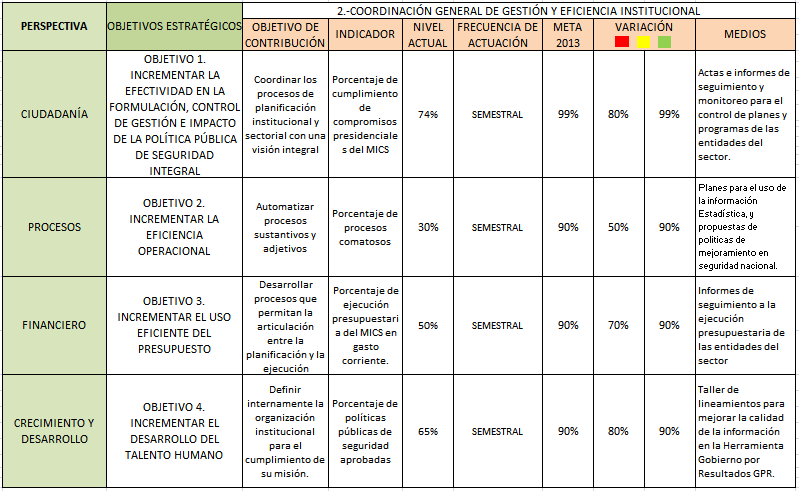 2.-COORDINACIÓN GENERAL DE GESTIÓN Y EFICIENCIA INSTITUCIONAL
PERSPECTIVA
OBJETIVOS ESTRATÉGICOS
OBJETIVO DE
CONTRIBUCIÓN
INDICADOR
NIVEL
ACTUAL
FRECUENCIA DE
ACTUACIÓN
META
2013
VARIACIÓN
MEDIOS
CIUDADANÍA
OBJETIVO 1.
INCREMENTAR LA
EFECTIVIDAD EN LA
FORMULACIÓN, CONTROL
DE GESTIÓN E IMPACTO
DE LA POLÍTICA PÚBLICA
DE SEGURIDAD
INTEGRAL
Coordinar los
procesos de
planificación
institucional y
sectorial con una
visión integral
Porcentaje de
cumplimiento
de
compromisos
presidenciale
s del MICS
74%
SEMESTRAL
99%
80%
99%
Actas e informes de
seguimiento y
monitoreo para el
control de planes y
programas de las
entidades del
sector.
PROCESOS
OBJETIVO 2.
INCREMENTAR LA
EFICIENCIA
OPERACIONAL
Automatizar
procesos
sustantivos y
adjetivos
Porcentaje de
procesos
comatosos
30%
SEMESTRAL
90%
50%
90%
Planes para el uso de
la información
Estadística, y
propuestas de
politicas de
mejoramiento en
seguridad nacional.
FINANCIERO
OBJETIVO 3.
INCREMENTAR EL USO
EFICIENTE DEL
PRESUPUESTO
Desarrollar
procesos que
permitan la
articulación
entre la
planificación y la
ejecución
Porcentaje de
ejecución
presupuestari
a del MICS en
gasto
corriente.
50%
SEMESTRAL
90%
70%
90%
Informes de
seguimiento a la
ejecución
presupuestaria de
las entidades del
sector
CRECIMIENTO Y
DESARROLLO
OBJETIVO 4.
INCREMENTAR EL
DESARROLLO DEL
TALENTO HUMANO
Definir
internamente la
organización
institucional
para el
cumplimiento de
su misión.
Porcentaje de
políticas
públicas de
seguridad
aprobadas
65%
SEMESTRAL
90%
80%
90%
Taller de
lineamientos para
mejorar la calidad
de la información
en la Herramienta
Gobierno por
Resultados GPR.